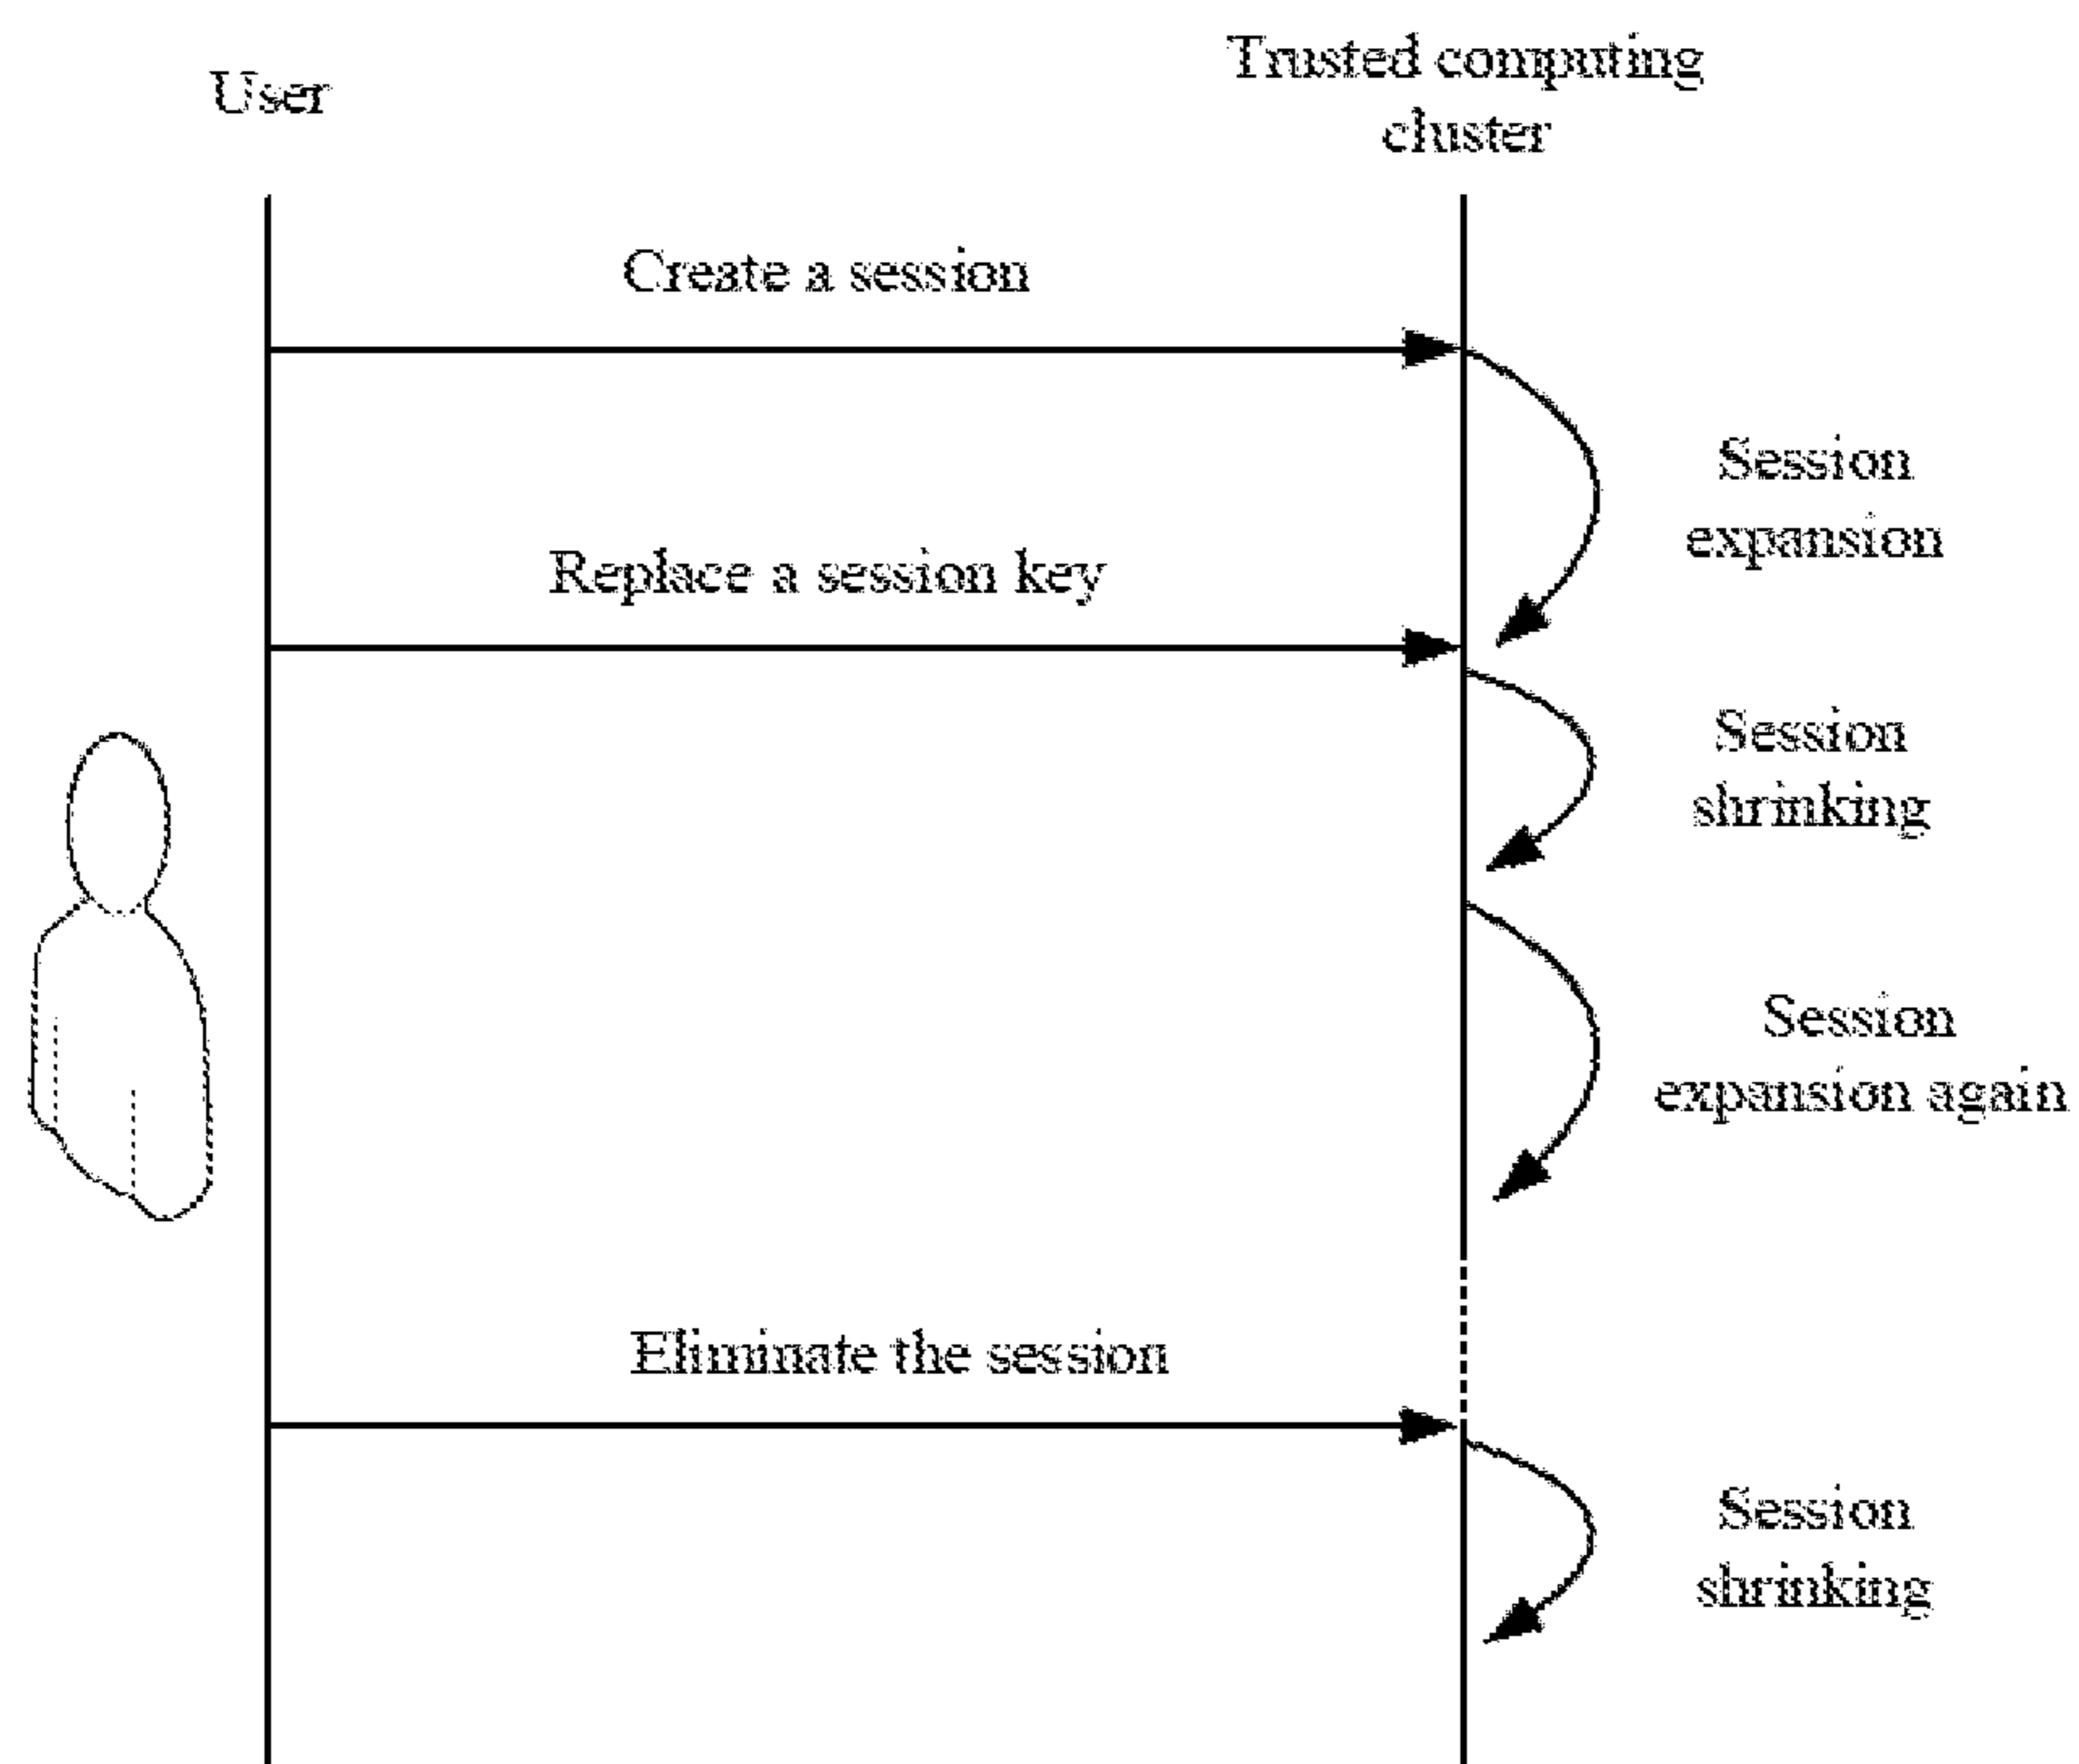 User
Trusted computing
cluster
Create a session
Session
expansion
Replace a session key
Session
shrinking
Session
expansion again
Eliminate the session
Session
shrinking